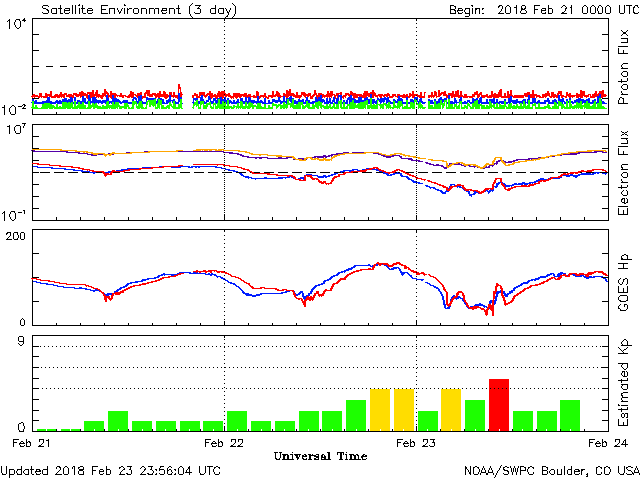 Satellite Environment (3 day)
Begin: 2018 Feb 21 0000 UTC
10^4
10^-2
Proton Flux
10^7
10^-1
Electron Flux
200
0
GOES Hp
9
0
Estimated Kp
Feb 21
Feb 22
Feb 23
Feb 24
Universal Time
Updated 2018 Feb 23 23:56:04 UTC
NOAA/SWPC Boulder, CO USA